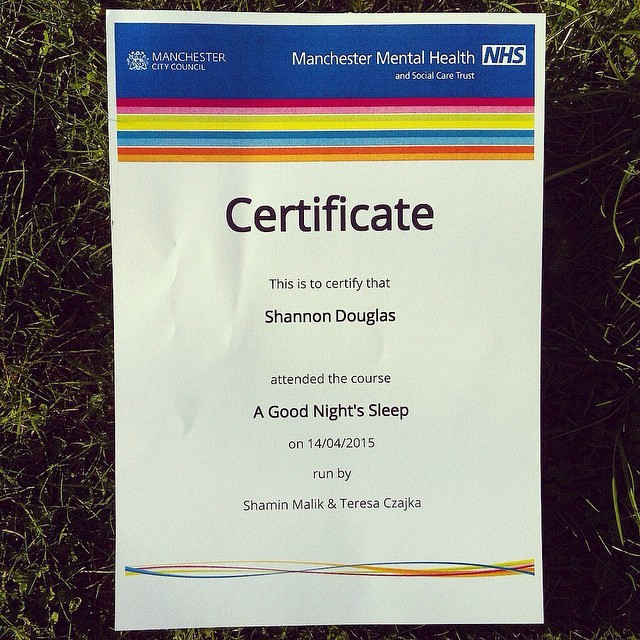 MANCHESTER
CITY COUNCIL
Manchester Mental Health NHS
and Social Care Trust
Certificate
This is to certify that
Shannon Douglas
attended the course
A Good Night's Sleep
on 14/04/2015
run by
Shamin Malik & Teresa Czajka